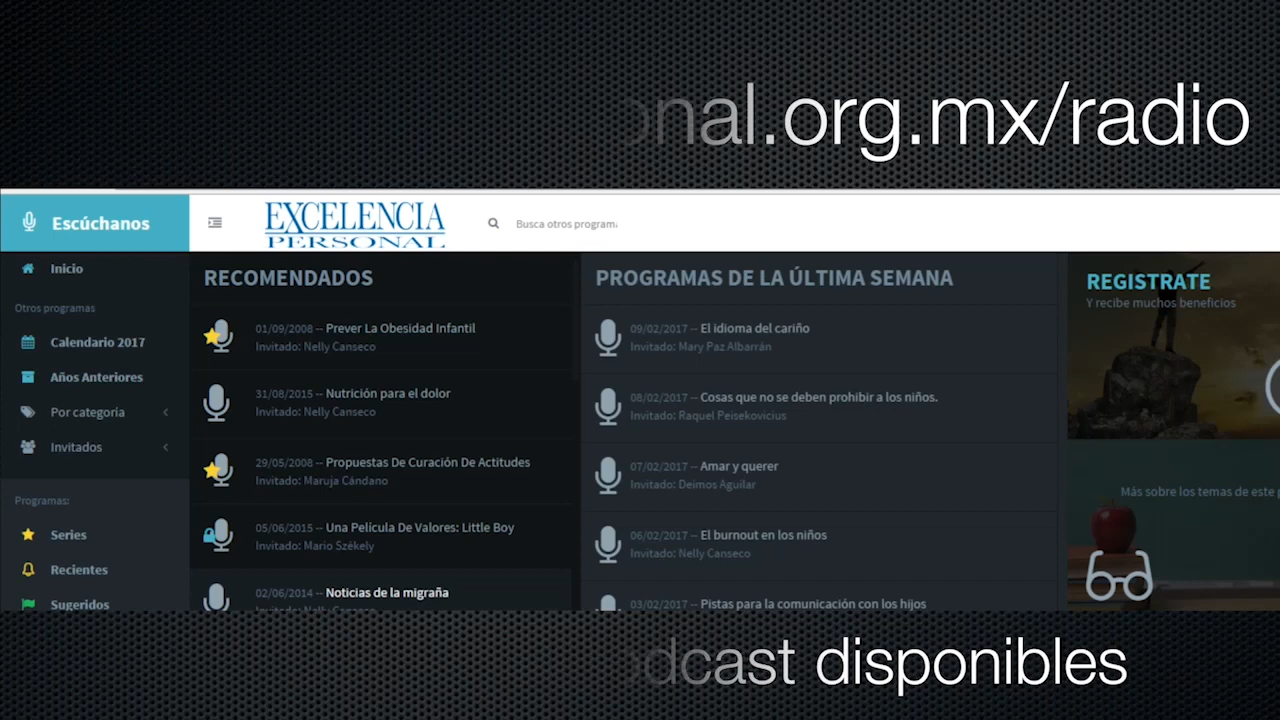 onal.org.mx/radio
Escúchanos
EXCELENCIA
PERSONAL
Busca otros programa
Inicio
Otros programas
Calendario 2017
Años Anteriores
Por categoría
Invitados
Programas:
Series
Recientes
Sugeridos
RECOMENDADOS
01/09/2008 -- Prever La Obesidad Infantil
Invitado: Nelly Canseco
31/08/2015 -- Nutrición para el dolor
Invitado: Nelly Canseco
29/05/2008 -- Propuestas De Curación De Actitudes
Invitado: Maruja Cándano
05/06/2015 -- Una Película De Valores: Little Boy
Invitado: Mario Székely
02/06/2014 -- Noticias de la migraña
Invitado: Nelly Canseco
PROGRAMAS DE LA ÚLTIMA SEMANA
09/02/2017 -- El idioma del cariño
Invitado: Mary Paz Albarrán
08/02/2017 -- Cosas que no se deben prohibir a los niños.
Invitado: Raquel Peisekovicius
07/02/2017 -- Amar y querer
Invitado: Deimos Aguilar
06/02/2017 -- El burnout en los niños
Invitado: Nelly Canseco
03/02/2017 -- Pistas para la comunicación con los hijos
REGISTRATE
Y recibe muchos beneficios
Más sobre los temas de este p
odcast disponibles